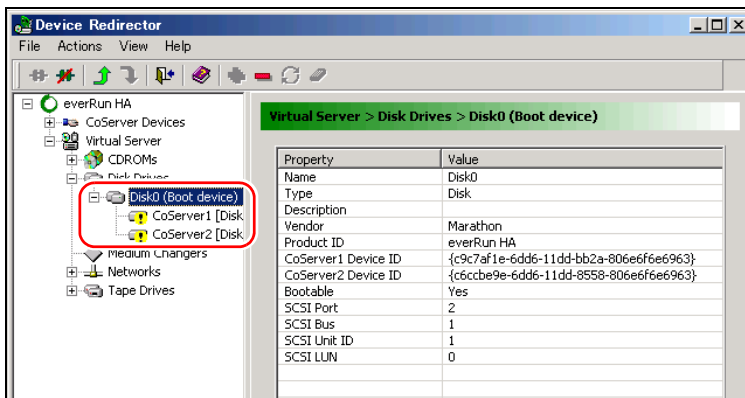 Device Redirector
File Actions View Help
everRun HA
CoServer Devices
Virtual Server
CDROMs
Disk Drives
Disk0 (Boot device)
CoServer1 [Disk
CoServer2 [Disk
Medium Changers
Networks
Tape Drives
Virtual Server > Disk Drives > Disk0 (Boot device)
Property Value
Name Disk0
Type Disk
Description
Vendor Marathon
Product ID everRun HA
CoServer1 Device ID {c9c7af1e-6dd6-11dd-bb2a-806e6f6e6963}
CoServer2 Device ID {c6ccbe9e-6dd6-11dd-8558-806e6f6e6963}
Bootable Yes
SCSI Port 2
SCSI Bus 1
SCSI Unit ID 1
SCSI LUN 0